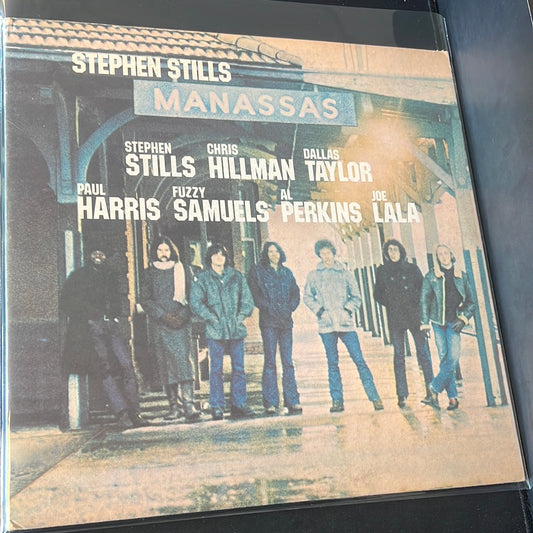 STEPHEN STILLS
MANASSAS
STEPHEN STILLS CHRIS HILLMAN DALLAS TAYLOR
PAUL HARRIS FUZZY SAMUELS AL PERKINS JOE LALA